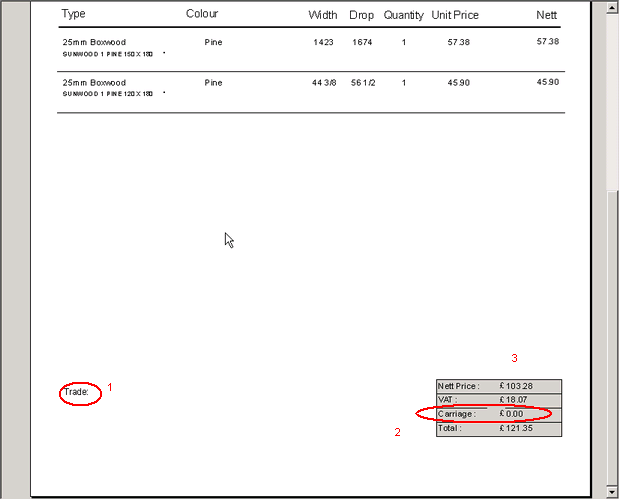 Type Colour Width Drop Quantity Unit Price Nett
25mm Boxwood Pine 1423 1674 1 57.38 57.38
SUNWOOD 1 PINE 150 X 180
25mm Boxwood Pine 44 3/8 56 1/2 1 45.90 45.90
SUNWOOD 1 PINE 120 X 180
3
Nett Price : £ 103.28
Trade: 1
VAT : £ 18.07
Carriage : £ 0.00
2 Total : £ 121.35